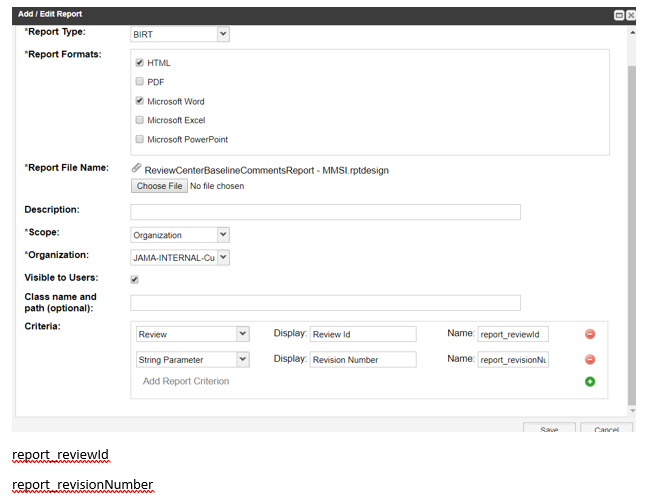 Add / Edit Report
*Report Type: BIRT
*Report Formats:
HTML
PDF
Microsoft Word
Microsoft Excel
Microsoft PowerPoint
*Report File Name: ReviewCenterBaselineCommentsReport - MMSI.rptdesign
Choose File No file chosen
Description:
*Scope: Organization
*Organization: JAMA-INTERNAL-Cu
Visible to Users:
Class name and
path (optional):
Criteria:
Review Display: Review Id Name: report_reviewId
String Parameter Display: Revision Number Name: report_revisionNu
Add Report Criterion
Save Cancel
report_reviewId
report_revisionNumber